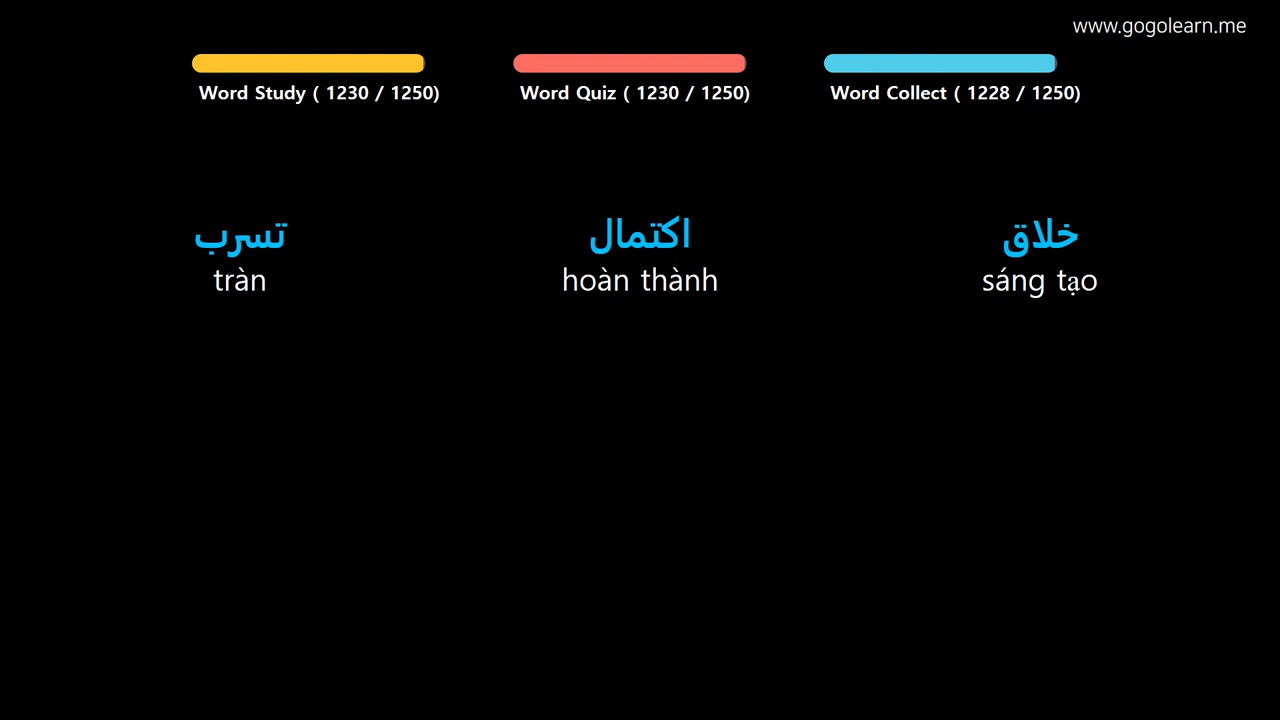 www.gogolearn.me
Word Study ( 1230 / 1250)
Word Quiz ( 1230 / 1250)
Word Collect ( 1228 / 1250)
تسرب
tràn
اكتمال
hoàn thành
خلاق
sáng tạo